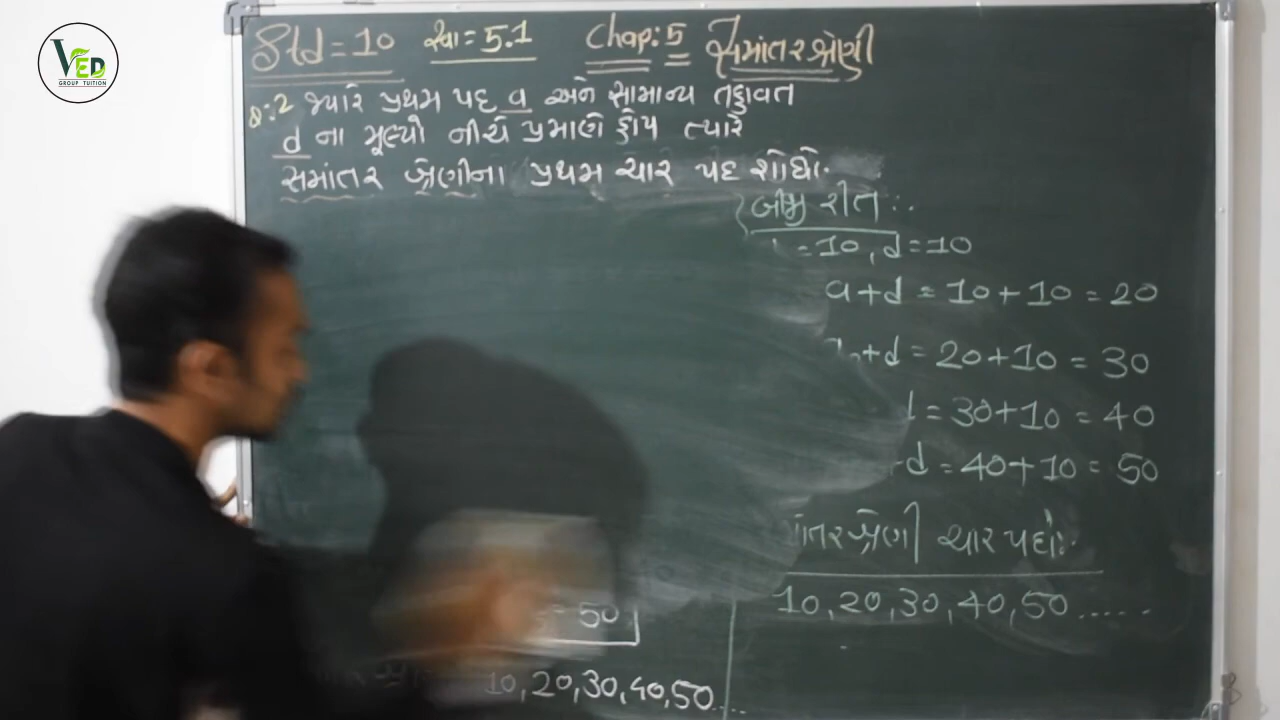 VED
GROUP TUITION
Std = 10 સ્વા = 5.1 Chap: 5 સમાંતર શ્રેણી
પ્ર:2 જ્યારે પ્રથમ પદ a અને સામાન્ય તફાવત
d ના મૂલ્યો નીચે પ્રમાણે હોય ત્યારે
સમાંતર શ્રેણીના પ્રથમ ચાર પદ શોધો.
બીજી રીત :.
= 10, d = 10
a + d = 10 + 10 = 20
+ d = 20 + 10 = 30
= 30 + 10 = 40
d = 40 + 10 = 50
શ્રેણી ચાર પદો:.
10, 20, 30, 40, 50 ......
= 50
10, 20, 30, 40, 50 ....